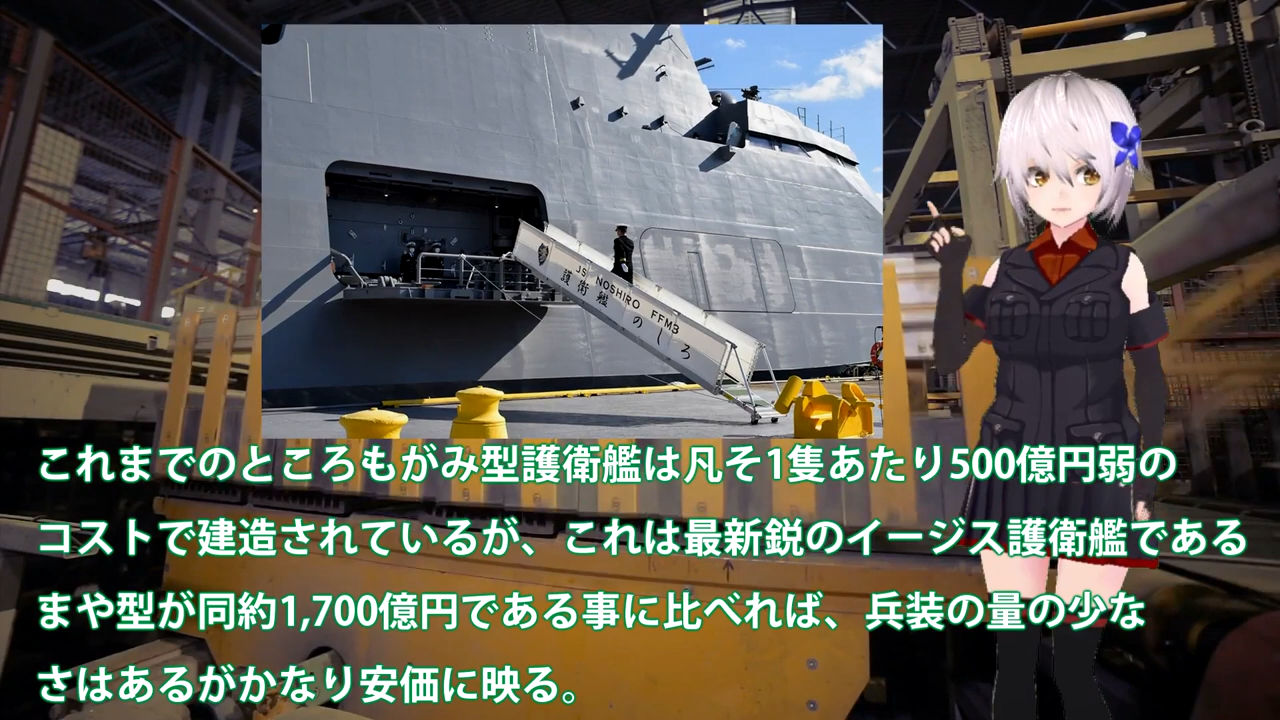 JS NOSHIRO FFM3
護衛艦 のしろ
これまでのところもがみ型護衛艦は凡そ1隻あたり500億円弱の
コストで建造されているが、これは最新鋭のイージス護衛艦である
まや型が同約1,700億円である事に比べれば、兵装の量の少な
さはあるがかなり安価に映る。